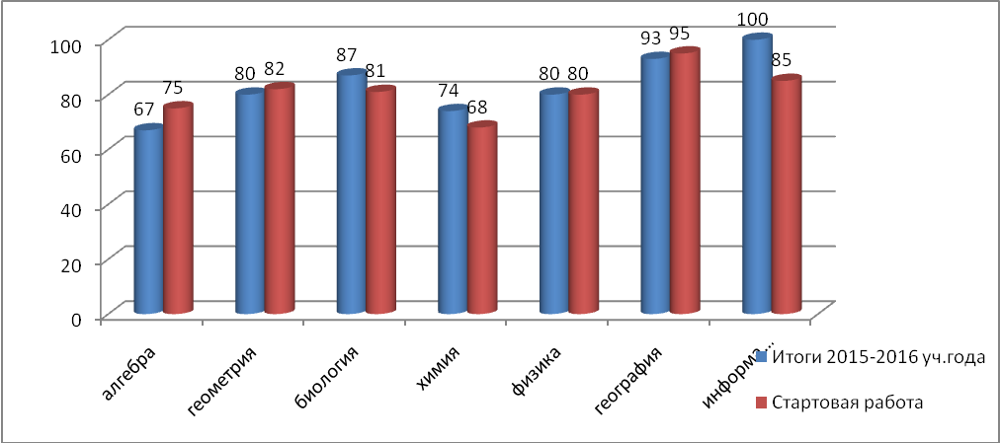 100
80
60
40
20
0
67 75 80 82 87 81 74 68 80 80 93 95 100 85
алгебра
геометрия
биология
химия
физика
география
информа...
Итоги 2015-2016 уч.года
Стартовая работа